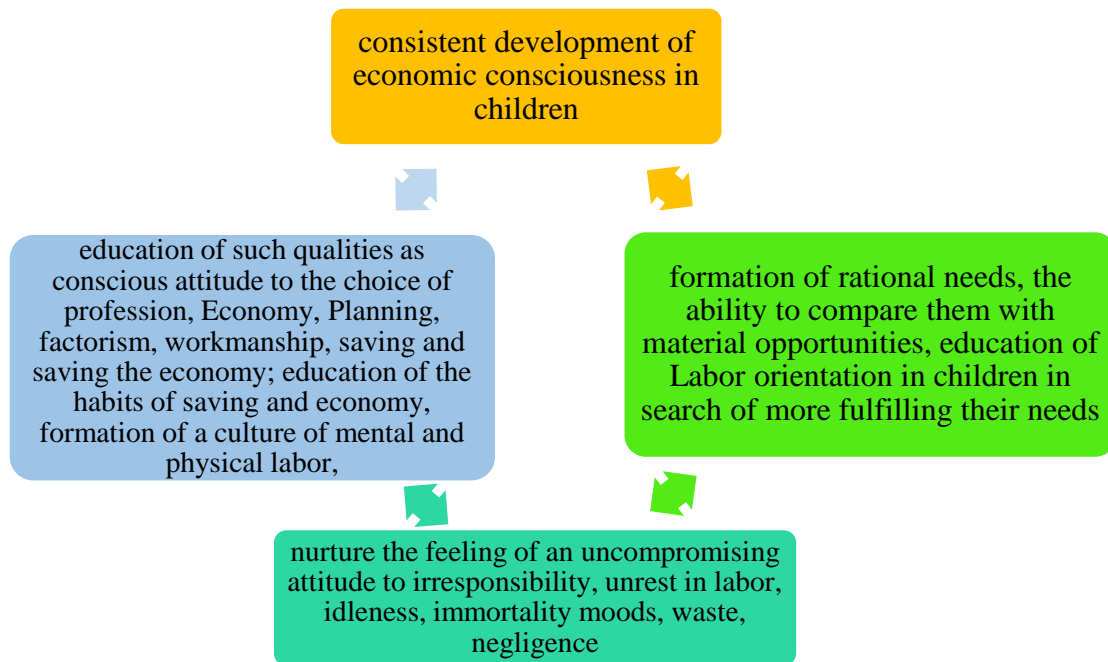 consistent development of
economic consciousness in
children
education of such qualities as
conscious attitude to the choice of
profession, Economy, Planning,
factorism, workmanship, saving and
saving the economy; education of the
habits of saving and economy,
formation of a culture of mental and
physical labor,
formation of rational needs, the
ability to compare them with
material opportunities, education of
Labor orientation in children in
search of more fulfilling their needs
nurture the feeling of an uncompromising
attitude to irresponsibility, unrest in labor,
idleness, immortality moods, waste,
negligence